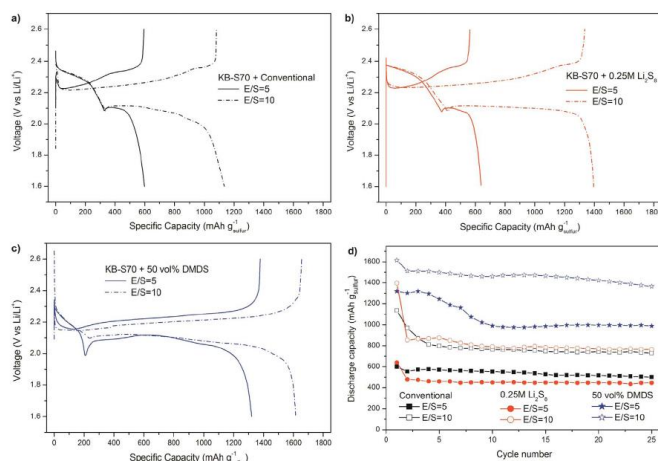 a)
KB-S70 + Conventional
E/S=5
E/S=10
Voltage (V vs Li/Li⁺)
2.6
2.4
2.2
2.0
1.8
1.6
0 200 400 600 800 1000 1200 1400 1600 1800
Specific Capacity (mAh g⁻¹sulfur)
b)
KB-S70 + 0.25M Li₂S₈
E/S=5
E/S=10
Voltage (V vs Li/Li⁺)
2.6
2.4
2.2
2.0
1.8
1.6
0 200 400 600 800 1000 1200 1400 1600 1800
Specific Capacity (mAh g⁻¹sulfur)
c)
KB-S70 + 50 vol% DMDS
E/S=5
E/S=10
Voltage (V vs Li/Li⁺)
2.6
2.4
2.2
2.0
1.8
1.6
0 200 400 600 800 1000 1200 1400 1600 1800
Specific Capacity (mAh g⁻¹
d)
Discharge capacity (mAh g⁻¹sulfur)
1800
1600
1400
1200
1000
800
600
400
200
0
Conventional 0.25M Li₂S₈ 50 vol% DMDS
E/S=5 E/S=5 E/S=5
E/S=10 E/S=10 E/S=10
0 5 10 15 20 25
Cycle number